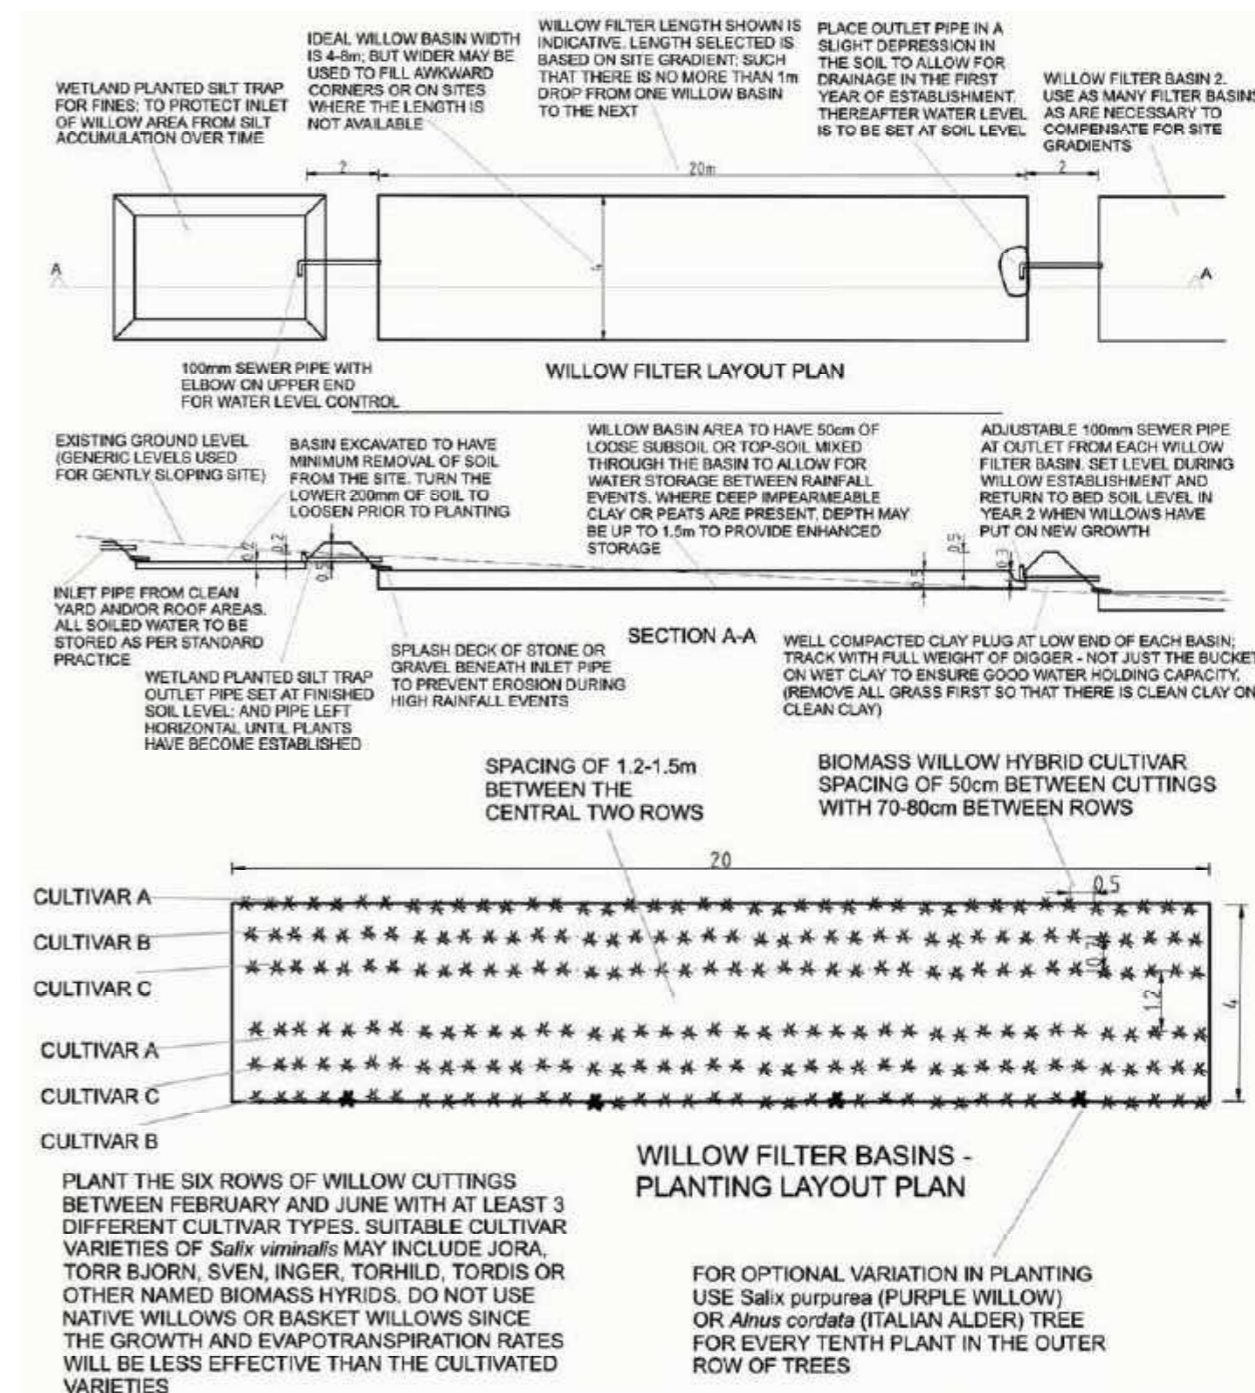 WETLAND PLANTED SILT TRAP
FOR FINES; TO PROTECT INLET
OF WILLOW AREA FROM SILT
ACCUMULATION OVER TIME
IDEAL WILLOW BASIN WIDTH
IS 4-8m; BUT WIDER MAY BE
USED TO FILL AWKWARD
CORNERS OR ON SITES
WHERE THE LENGTH IS
NOT AVAILABLE
WILLOW FILTER LENGTH SHOWN IS
INDICATIVE. LENGTH SELECTED IS
BASED ON SITE GRADIENT; SUCH
THAT THERE IS NO MORE THAN 1m
DROP FROM ONE WILLOW BASIN
TO THE NEXT
PLACE OUTLET PIPE IN A
SLIGHT DEPRESSION IN
THE SOIL TO ALLOW FOR
DRAINAGE IN THE FIRST
YEAR OF ESTABLISHMENT.
THEREAFTER WATER LEVEL
IS TO BE SET AT SOIL LEVEL
WILLOW FILTER BASIN 2.
USE AS MANY FILTER BASINS
AS ARE NECESSARY TO
COMPENSATE FOR SITE
GRADIENTS
2
20m
2
4
A
A
100mm SEWER PIPE WITH
ELBOW ON UPPER END
FOR WATER LEVEL CONTROL
WILLOW FILTER LAYOUT PLAN
EXISTING GROUND LEVEL
(GENERIC LEVELS USED
FOR GENTLY SLOPING SITE)
BASIN EXCAVATED TO HAVE
MINIMUM REMOVAL OF SOIL
FROM THE SITE. TURN THE
LOWER 200mm OF SOIL TO
LOOSEN PRIOR TO PLANTING
WILLOW BASIN AREA TO HAVE 50cm OF
LOOSE SUBSOIL OR TOP-SOIL MIXED
THROUGH THE BASIN TO ALLOW FOR
WATER STORAGE BETWEEN RAINFALL
EVENTS. WHERE DEEP IMPEARMEABLE
CLAY OR PEATS ARE PRESENT, DEPTH MAY
BE UP TO 1.5m TO PROVIDE ENHANCED
STORAGE
ADJUSTABLE 100mm SEWER PIPE
AT OUTLET FROM EACH WILLOW
FILTER BASIN. SET LEVEL DURING
WILLOW ESTABLISHMENT AND
RETURN TO BED SOIL LEVEL IN
YEAR 2 WHEN WILLOWS HAVE
PUT ON NEW GROWTH
0.2
0.2
0.5
0.5
0.5
0.3
INLET PIPE FROM CLEAN
YARD AND/OR ROOF AREAS.
ALL SOILED WATER TO BE
STORED AS PER STANDARD
PRACTICE
WETLAND PLANTED SILT TRAP
OUTLET PIPE SET AT FINISHED
SOIL LEVEL; AND PIPE LEFT
HORIZONTAL UNTIL PLANTS
HAVE BECOME ESTABLISHED
SPLASH DECK OF STONE OR
GRAVEL BENEATH INLET PIPE
TO PREVENT EROSION DURING
HIGH RAINFALL EVENTS
SECTION A-A
WELL COMPACTED CLAY PLUG AT LOW END OF EACH BASIN;
TRACK WITH FULL WEIGHT OF DIGGER - NOT JUST THE BUCKET
ON WET CLAY TO ENSURE GOOD WATER HOLDING CAPACITY.
(REMOVE ALL GRASS FIRST SO THAT THERE IS CLEAN CLAY ON
CLEAN CLAY)
SPACING OF 1.2-1.5m
BETWEEN THE
CENTRAL TWO ROWS
BIOMASS WILLOW HYBRID CULTIVAR
SPACING OF 50cm BETWEEN CUTTINGS
WITH 70-80cm BETWEEN ROWS
20
0.5
0.7
1.2
4
CULTIVAR A
CULTIVAR B
CULTIVAR C
CULTIVAR A
CULTIVAR C
CULTIVAR B
WILLOW FILTER BASINS -
PLANTING LAYOUT PLAN
PLANT THE SIX ROWS OF WILLOW CUTTINGS
BETWEEN FEBRUARY AND JUNE WITH AT LEAST 3
DIFFERENT CULTIVAR TYPES. SUITABLE CULTIVAR
VARIETIES OF Salix viminalis MAY INCLUDE JORA,
TORR BJORN, SVEN, INGER, TORHILD, TORDIS OR
OTHER NAMED BIOMASS HYRIDS. DO NOT USE
NATIVE WILLOWS OR BASKET WILLOWS SINCE
THE GROWTH AND EVAPOTRANSPIRATION RATES
WILL BE LESS EFFECTIVE THAN THE CULTIVATED
VARIETIES
FOR OPTIONAL VARIATION IN PLANTING
USE Salix purpurea (PURPLE WILLOW)
OR Alnus cordata (ITALIAN ALDER) TREE
FOR EVERY TENTH PLANT IN THE OUTER
ROW OF TREES